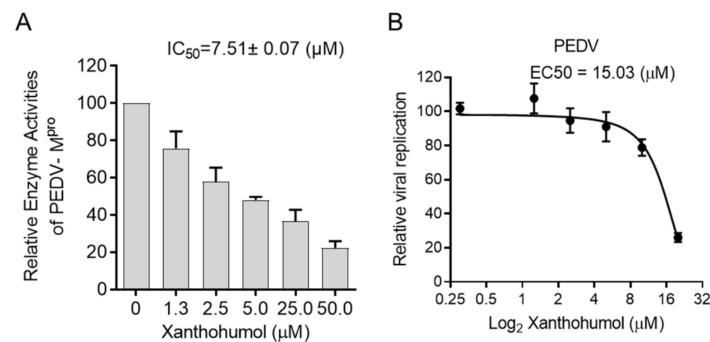 A
IC50=7.51± 0.07 (μM)
Relative Enzyme Activities
of PEDV- Mpro
120
100
80
60
40
20
0
0 1.3 2.5 5.0 25.0 50.0
Xanthohumol (μM)
B
PEDV
EC50 = 15.03 (μM)
Relative viral replication
120
100
80
60
40
20
0
0.25 0.5 1 2 4 8 16 32
Log2 Xanthohumol (μM)